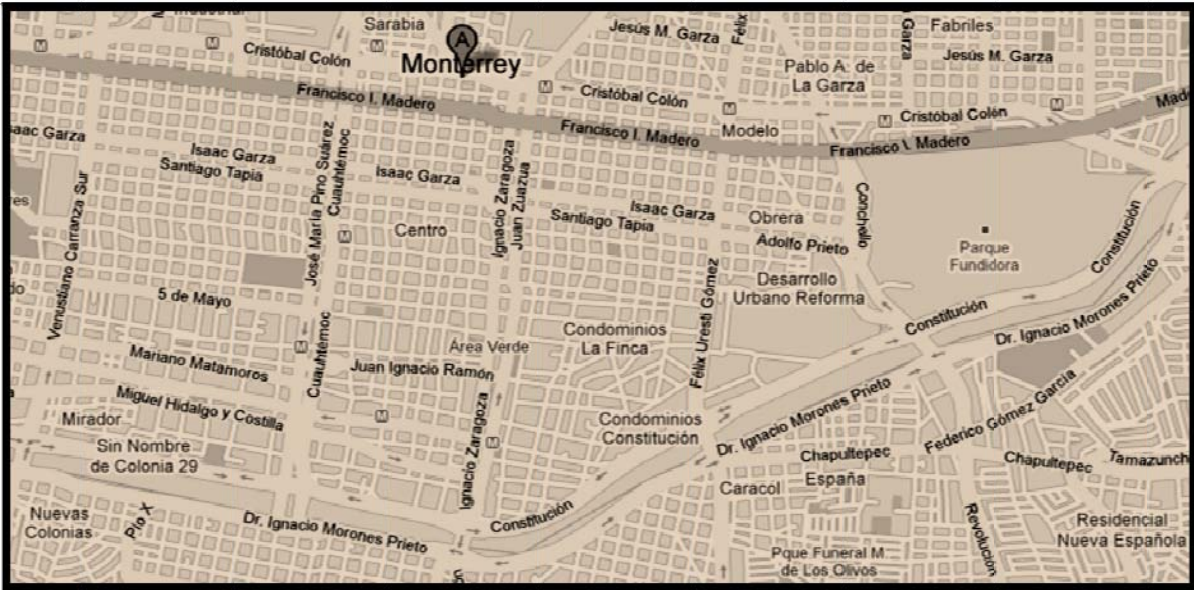 Sarabia
A
Monterrey
Cristóbal Colón
Jesús M. Garza
Félix
Garza
Fabriles
Jesús M. Garza
Pablo A. de
La Garza
Cristóbal Colón
Modelo
Cristóbal Colón
Francisco I. Madero
Francisco I. Madero
Francisco I. Madero
Isaac Garza
Santiago Tapia
Isaac Garza
Isaac Garza
Santiago Tapia
Venustiano Carranza Sur
José María Pino Suárez
Cuauhtémoc
Ignacio Zaragoza
Juan Zuazua
Centro
Obrera
Adolfo Prieto
Conchello
Parque
Fundidora
Constitución
Desarrollo
Urbano Reforma
5 de Mayo
Cuauhtémoc
Félix Uresti Gómez
Condominios
La Finca
Area Verde
Constitución
Dr. Ignacio Morones Prieto
Mariano Matamoros
Juan Ignacio Ramón
Miguel Hidalgo y Costilla
Mirador
Sin Nombre
de Colonia 29
Ignacio Zaragoza
Condominios
Constitución
Dr. Ignacio Morones Prieto
Federico Gómez García
Chapultepec
Chapultepec
Tamazunch
Caracol
España
Nuevas
Colonias
Pío X
Dr. Ignacio Morones Prieto
Constitución
Revolución
Residencial
Nueva Española
Pque Funeral M.
de Los Olivos